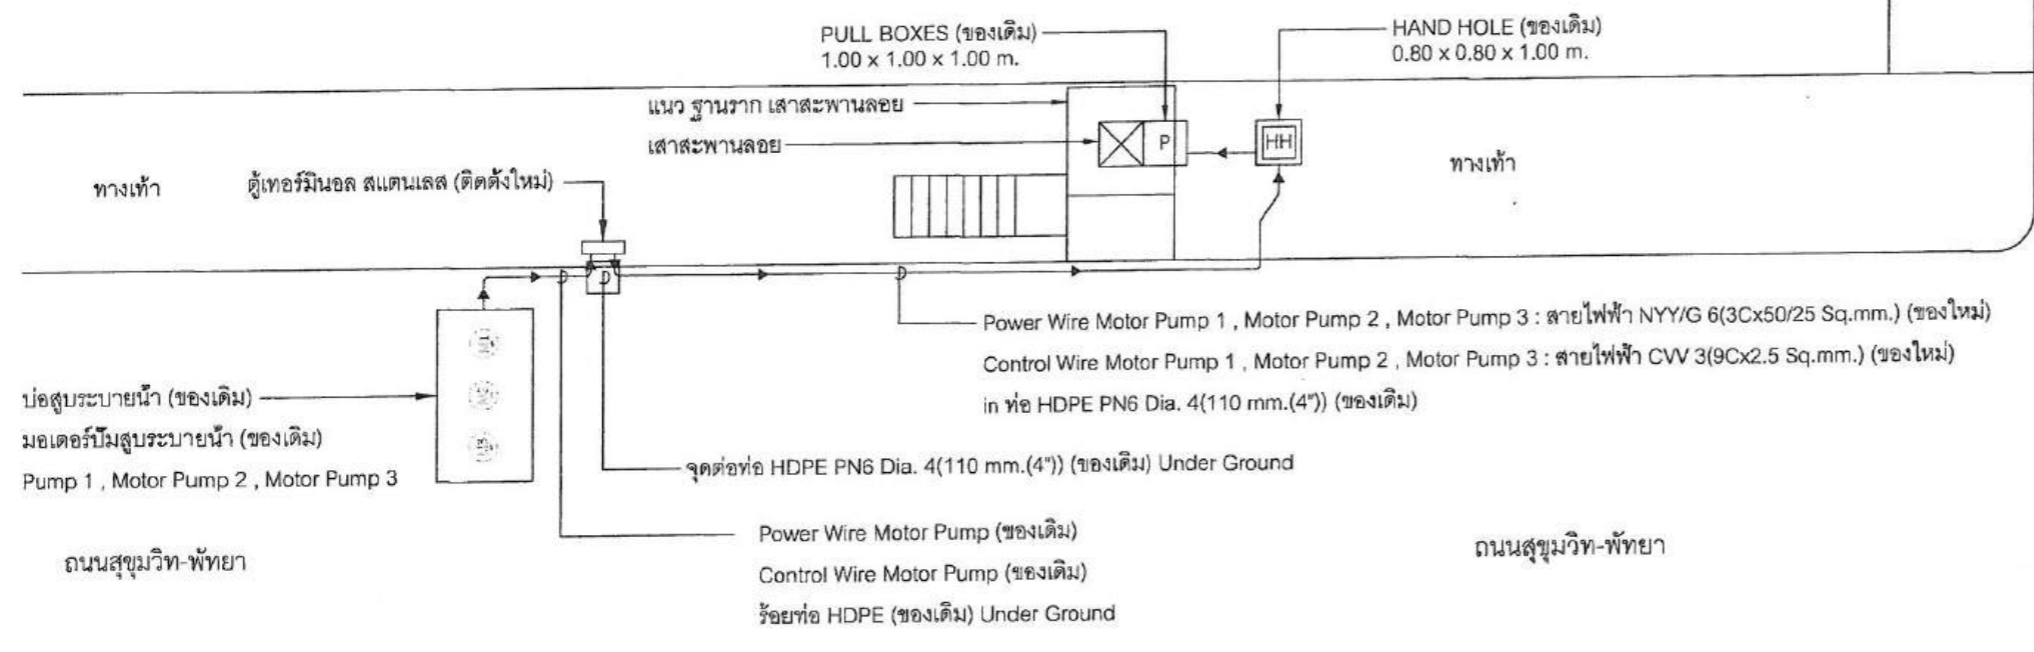 PULL BOXES (ของเดิม)
1.00 x 1.00 x 1.00 m.
HAND HOLE (ของเดิม)
0.80 x 0.80 x 1.00 m.
แนว ฐานราก เสาสะพานลอย
เสาสะพานลอย
P
HH
ทางเท้า
ตู้เทอร์มินอล สแตนเลส (ติดตั้งใหม่)
ทางเท้า
Power Wire Motor Pump 1 , Motor Pump 2 , Motor Pump 3 : สายไฟฟ้า NYY/G 6(3Cx50/25 Sq.mm.) (ของใหม่)
Control Wire Motor Pump 1 , Motor Pump 2 , Motor Pump 3 : สายไฟฟ้า CVV 3(9Cx2.5 Sq.mm.) (ของใหม่)
in ท่อ HDPE PN6 Dia. 4(110 mm.(4")) (ของเดิม)
บ่อสูบระบายน้ำ (ของเดิม)
มอเตอร์ปั๊มสูบระบายน้ำ (ของเดิม)
Pump 1 , Motor Pump 2 , Motor Pump 3
จุดต่อท่อ HDPE PN6 Dia. 4(110 mm.(4")) (ของเดิม) Under Ground
Power Wire Motor Pump (ของเดิม)
Control Wire Motor Pump (ของเดิม)
ร้อยท่อ HDPE (ของเดิม) Under Ground
ถนนสุขุมวิท-พัทยา
ถนนสุขุมวิท-พัทยา